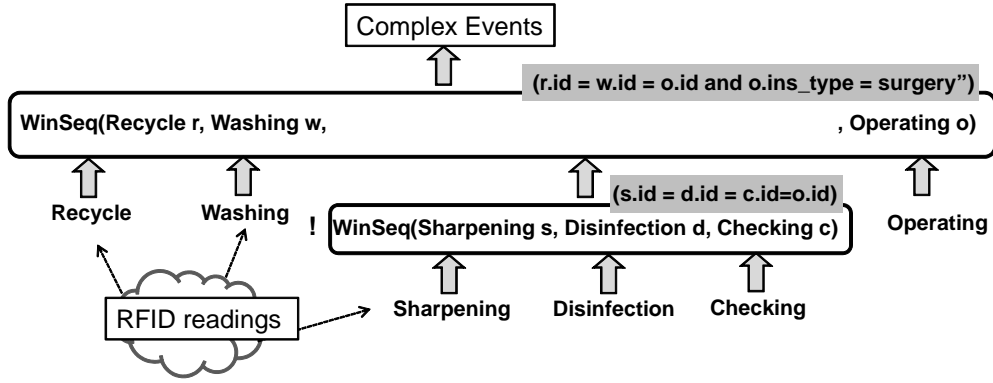 Complex Events
(r.id = w.id = o.id and o.ins_type = surgery”)
WinSeq(Recycle r, Washing w, , Operating o)
Recycle Washing Operating
(s.id = d.id = c.id=o.id)
! WinSeq(Sharpening s, Disinfection d, Checking c)
Sharpening Disinfection Checking
RFID readings